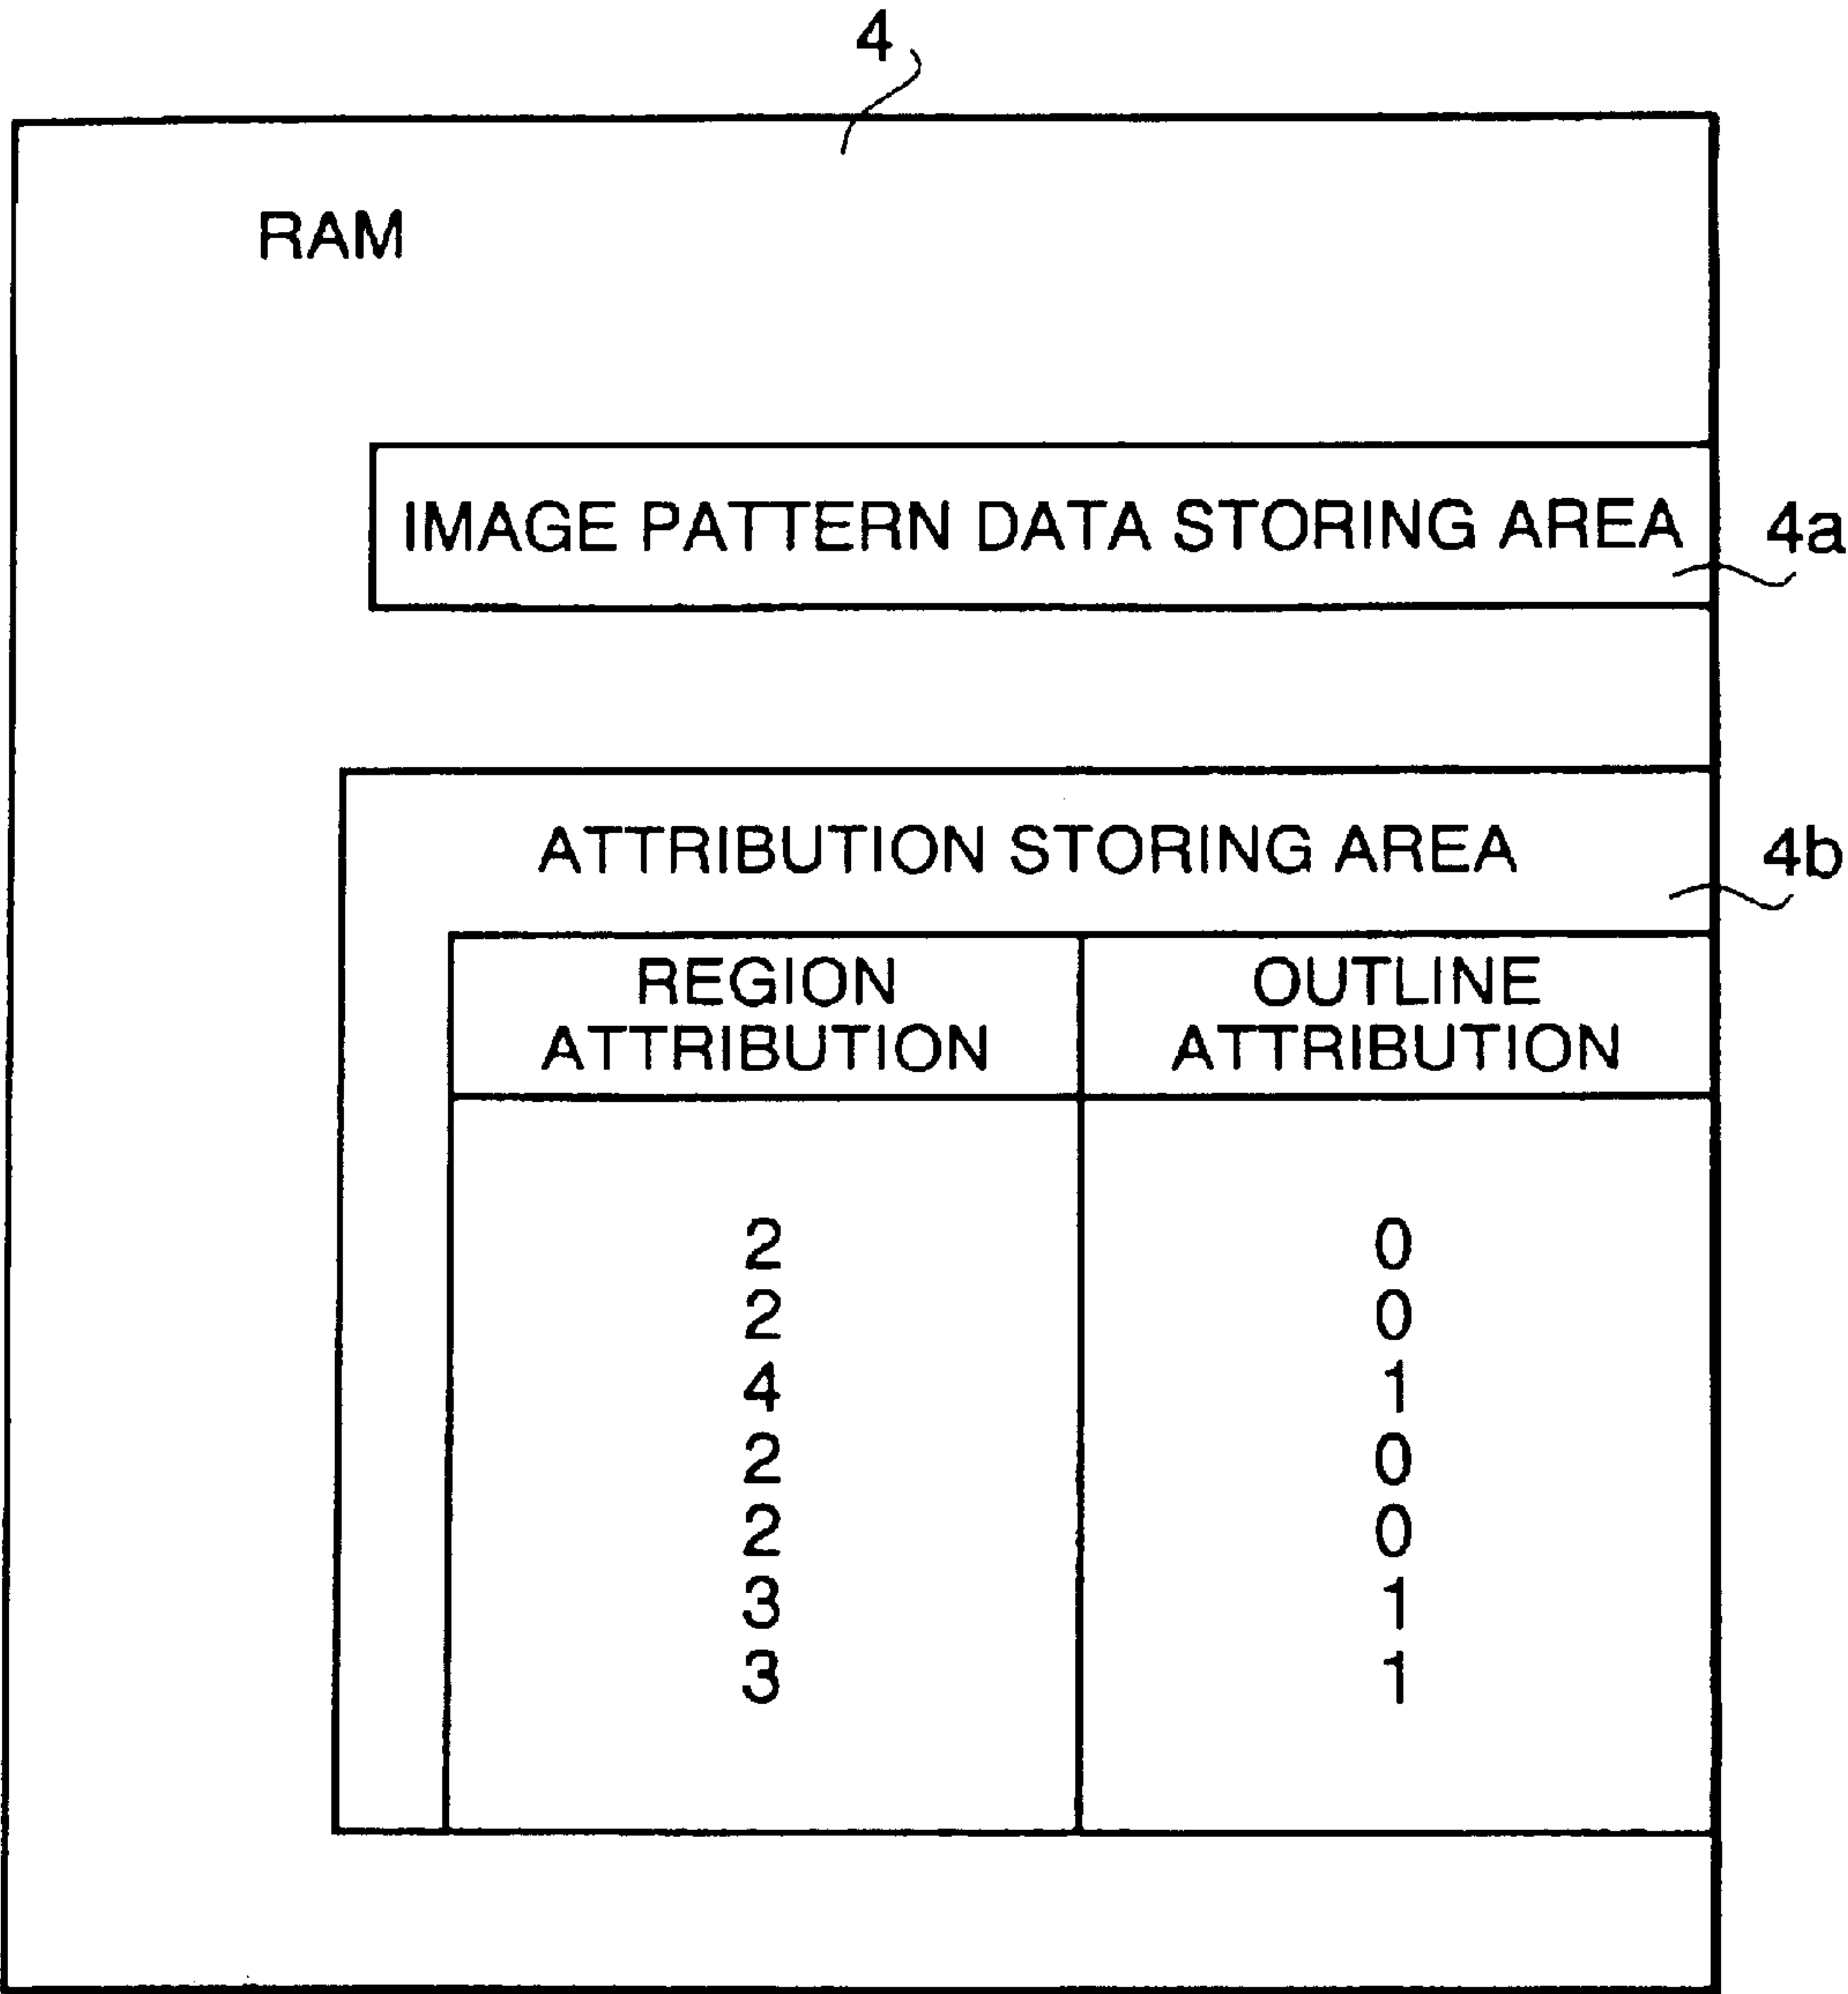 4
RAM
IMAGE PATTERN DATA STORING AREA
4a
ATTRIBUTION STORING AREA
4b
REGION ATTRIBUTION
OUTLINE ATTRIBUTION
2 0
2 0
4 1
2 0
2 0
3 1
3 1